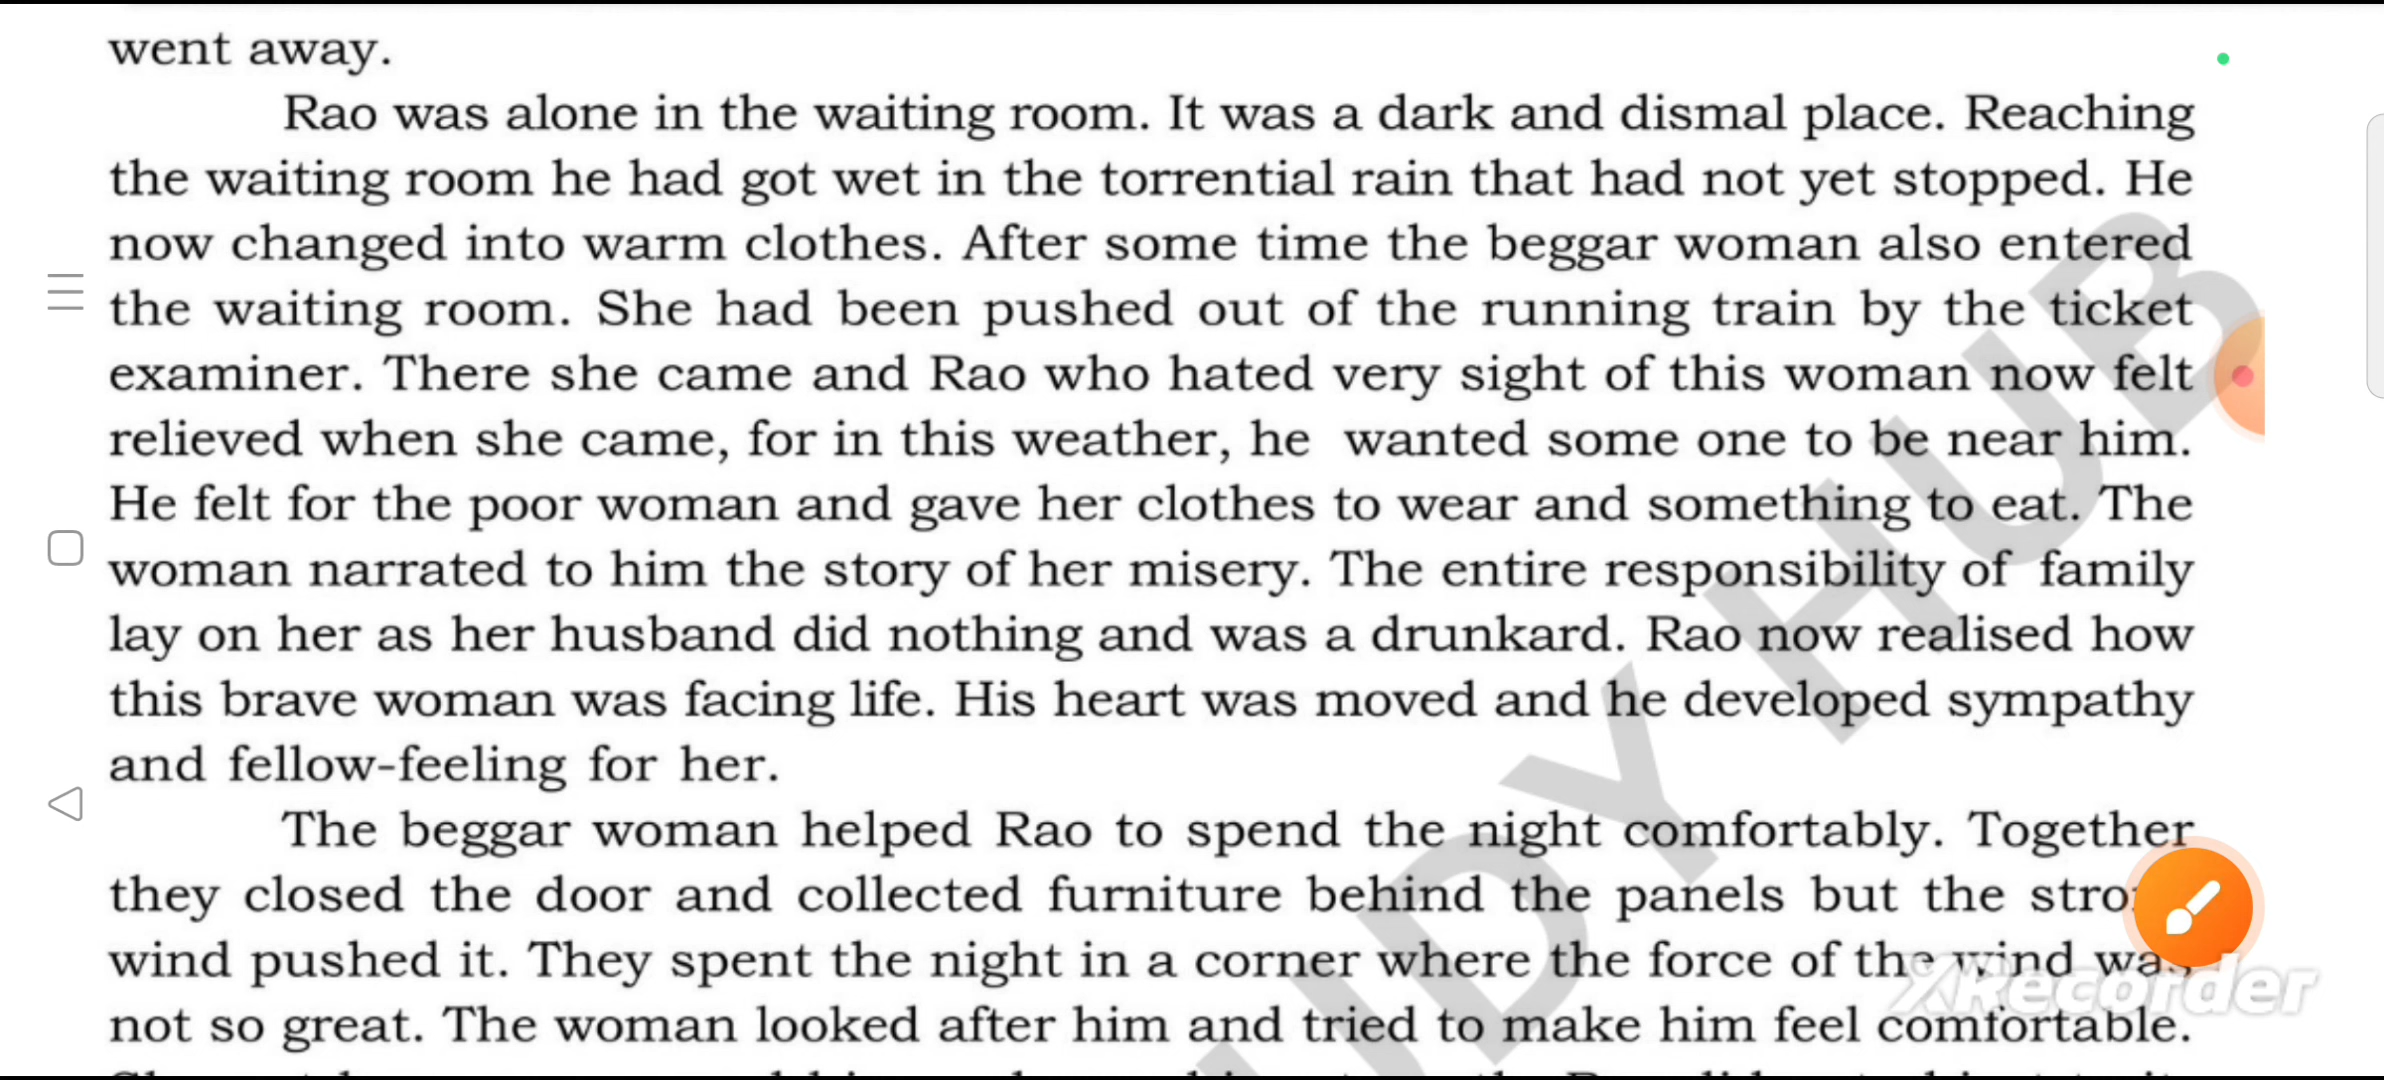 went away.
Rao was alone in the waiting room. It was a dark and dismal place. Reaching
the waiting room he had got wet in the torrential rain that had not yet stopped. He
now changed into warm clothes. After some time the beggar woman also entered
the waiting room. She had been pushed out of the running train by the ticket
examiner. There she came and Rao who hated very sight of this woman now felt
relieved when she came, for in this weather, he wanted some one to be near him.
He felt for the poor woman and gave her clothes to wear and something to eat. The
woman narrated to him the story of her misery. The entire responsibility of family
lay on her as her husband did nothing and was a drunkard. Rao now realised how
this brave woman was facing life. His heart was moved and he developed sympathy
and fellow-feeling for her.
The beggar woman helped Rao to spend the night comfortably. Together
they closed the door and collected furniture behind the panels but the
wind pushed it. They spent the night in a corner where the force of the wind was
not so great. The woman looked after him and tried to make him feel comfortable.
UDY HUB
XRecorder